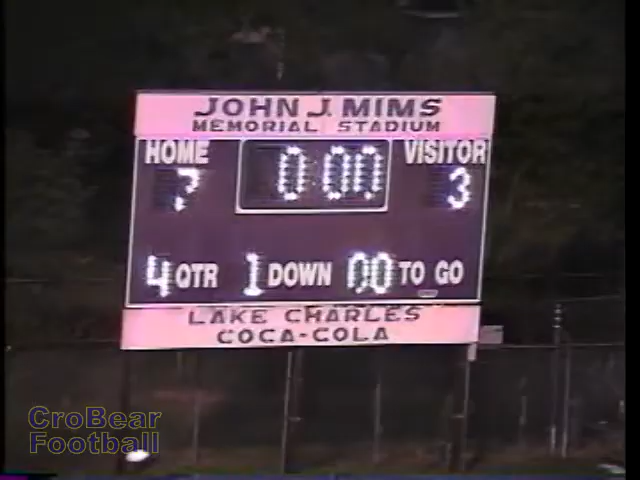 JOHN J. MIMS
MEMORIAL STADIUM
HOME 0:00 VISITOR
7 3
4 QTR 1 DOWN 00 TO GO
LAKE CHARLES
COCA-COLA
CroBear
Football